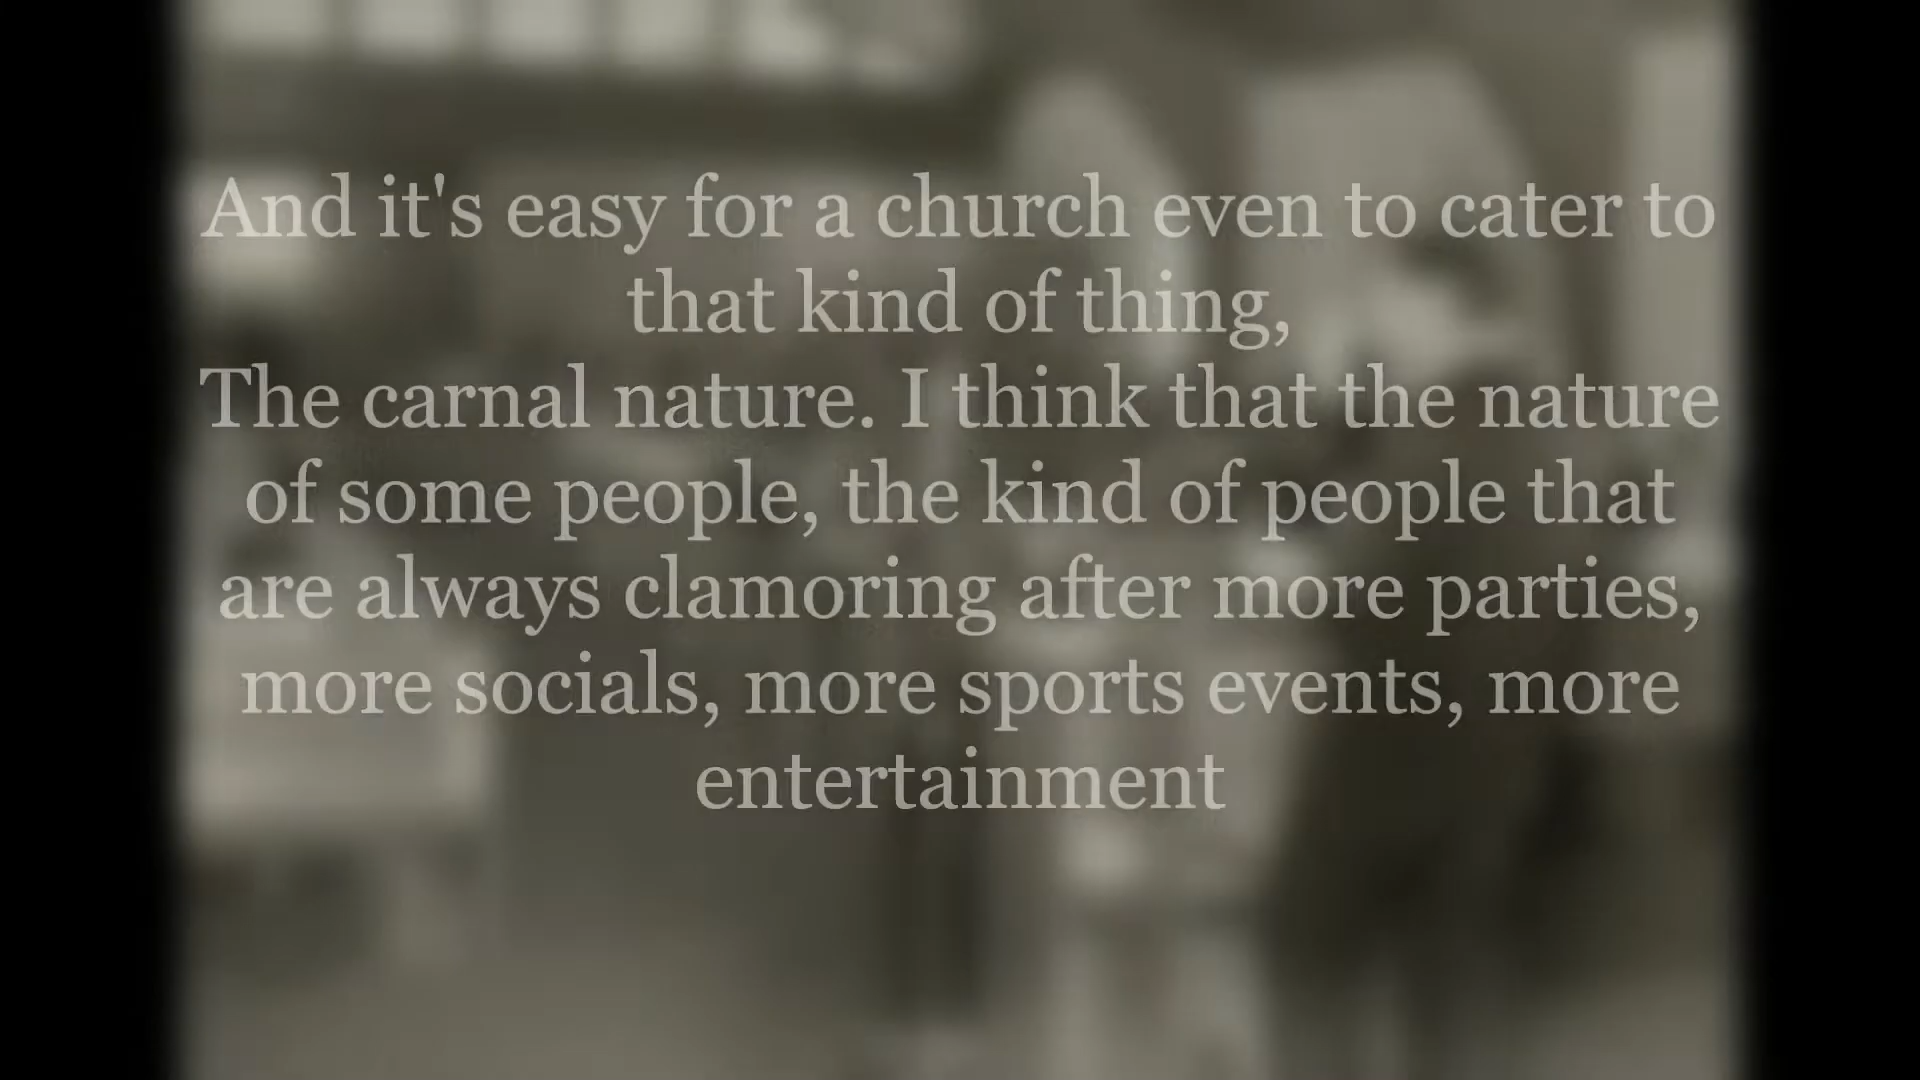 And it's easy for a church even to cater to
that kind of thing,
The carnal nature. I think that the nature
of some people, the kind of people that
are always clamoring after more parties,
more socials, more sports events, more
entertainment